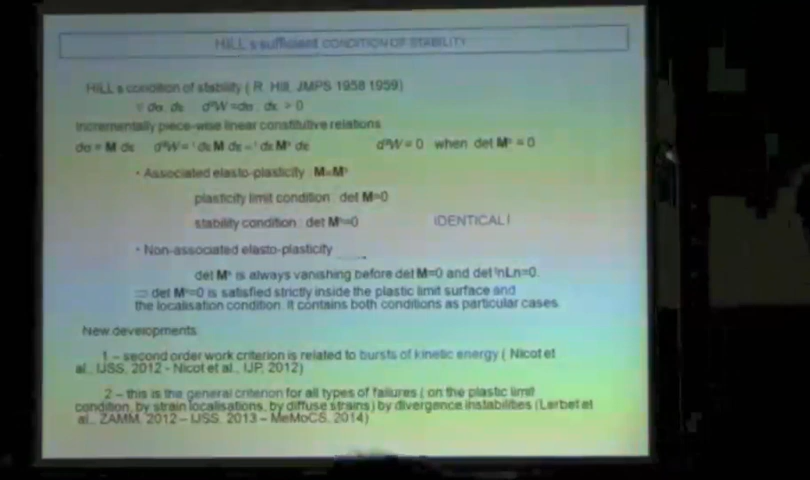 HILL's sufficient CONDITION OF STABILITY
HILL's condition of stability ( R. Hill, JMPS 1958 1959)
∀ dσ, dε d²W =dσ . dε > 0
Incrementally piece-wise linear constitutive relations
dσ = M dε d²W = ᵗdε M dε = ᵗdε Mˢ dε d²W = 0 when det Mˢ = 0
• Associated elasto-plasticity : M=Mˢ
plasticity limit condition : det M=0
stability condition : det Mˢ=0 IDENTICAL !
• Non-associated elasto-plasticity
det Mˢ is always vanishing before det M=0 and det ᵗnLn=0.
⇒ det Mˢ=0 is satisfied strictly inside the plastic limit surface and
the localisation condition. It contains both conditions as particular cases.
New developments
1 – second order work criterion is related to bursts of kinetic energy ( Nicot et
al., IJSS, 2012 - Nicot et al., IJP, 2012)
2 – this is the general criterion for all types of failures ( on the plastic limit
condition, by strain localisations, by diffuse strains) by divergence instabilities (Lerbet et
al., ZAMM, 2012 – IJSS, 2013 – MeMoCS, 2014)